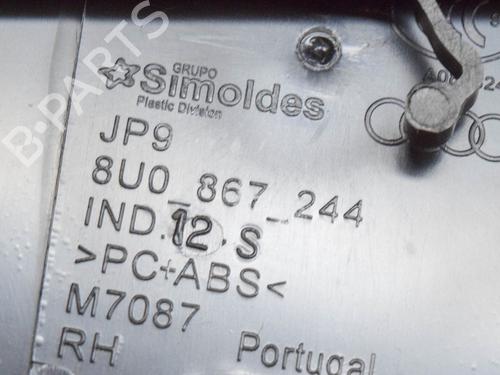 GRUPO
Simoldes
Plastic Division
JP9
8U0_867_244
IND.12.S
>PC+ABS<
M7087
RH Portugal
B-PARTS